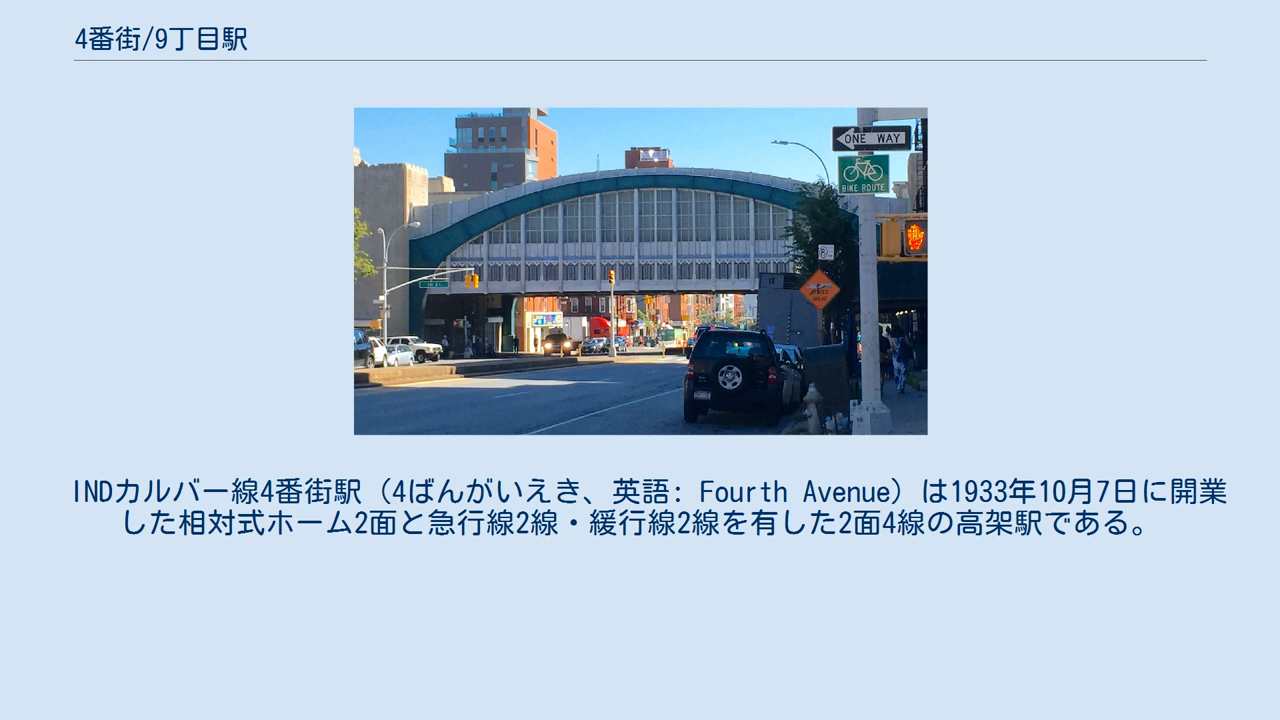 4番街/9丁目駅
ONE WAY
BIKE ROUTE
INDカルバー線4番街駅（4ばんがいえき、英語: Fourth Avenue）は1933年10月7日に開業
した相対式ホーム2面と急行線2線・緩行線2線を有した2面4線の高架駅である。